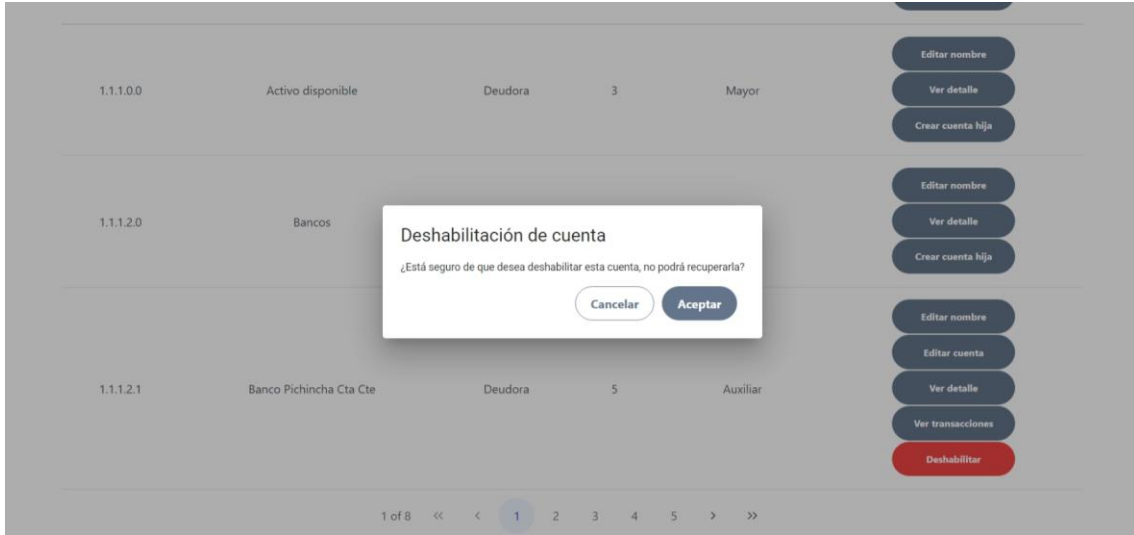 Editar nombre
1.1.1.0.0 Activo disponible Deudora 3 Mayor Ver detalle
Crear cuenta hija
Editar nombre
1.1.1.2.0 Bancos Ver detalle
Deshabilitación de cuenta
¿Está seguro de que desea deshabilitar esta cuenta, no podrá recuperarla?
Crear cuenta hija
Cancelar Aceptar
Editar nombre
Editar cuenta
1.1.1.2.1 Banco Pichincha Cta Cte Deudora 5 Auxiliar Ver detalle
Ver transacciones
Deshabilitar
1 of 8 << < 1 2 3 4 5 > >>